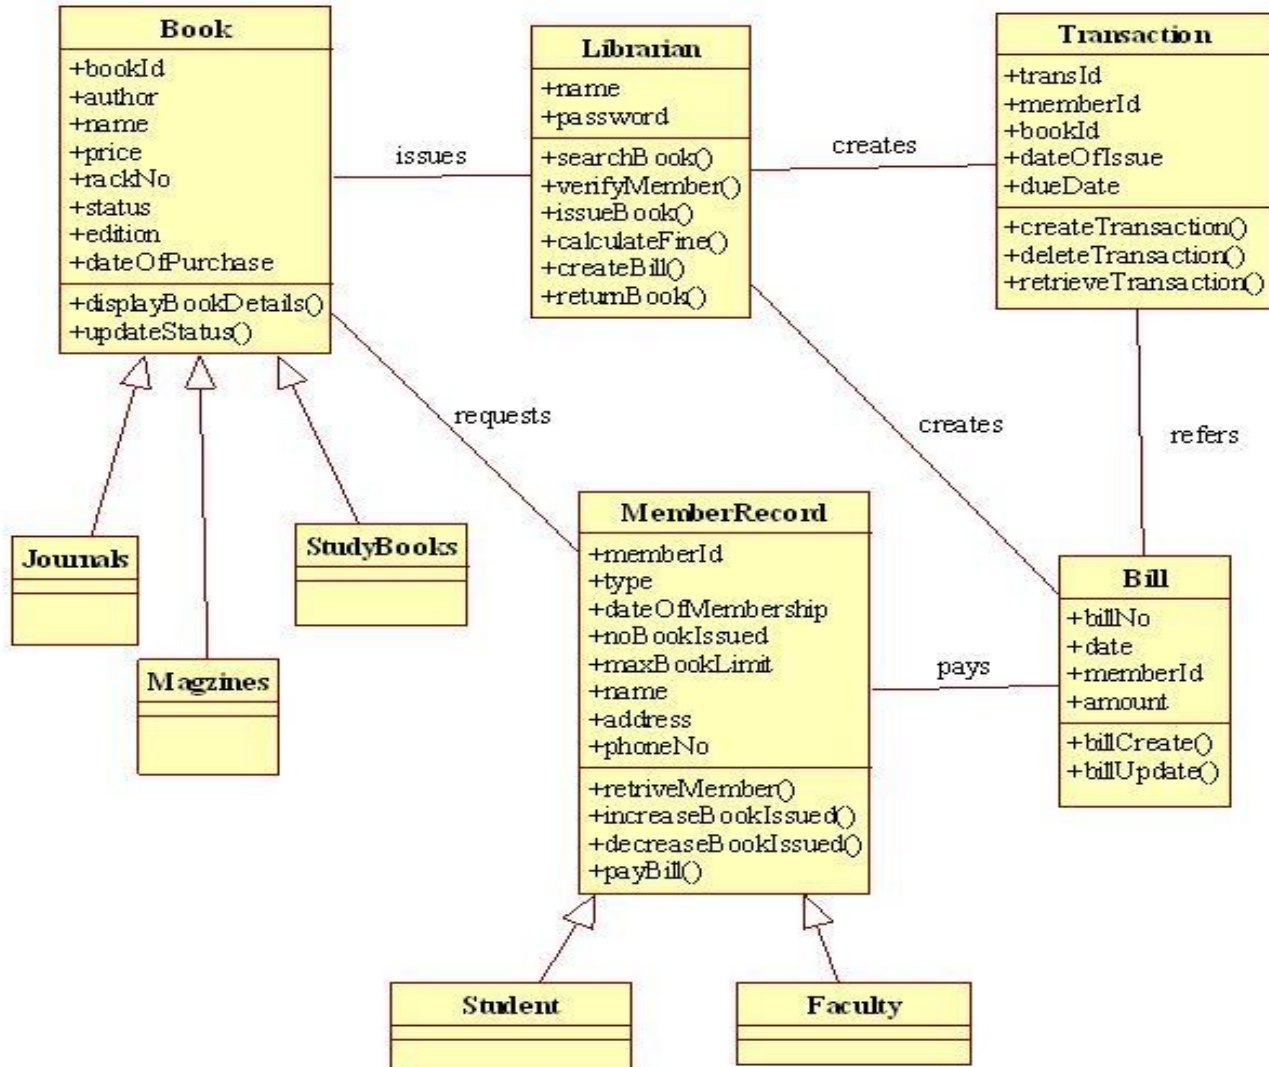 Book
+bookId
+author
+name
+price
+rackNo
+status
+edition
+dateOfPurchase
+displayBookDetails()
+updateStatus()
issues
Librarian
+name
+password
+searchBook()
+verifyMember()
+issueBook()
+calculateFine()
+createBill()
+returnBook()
creates
Transaction
+transId
+memberId
+bookId
+dateOfIssue
+dueDate
+createTransaction()
+deleteTransaction()
+retrieveTransaction()
requests
creates
refers
Journals
Magzines
StudyBooks
MemberRecord
+memberId
+type
+dateOfMembership
+noBookIssued
+maxBookLimit
+name
+address
+phoneNo
+retriveMember()
+increaseBookIssued()
+decreaseBookIssued()
+payBill()
pays
Bill
+billNo
+date
+memberId
+amount
+billCreate()
+billUpdate()
Student
Faculty